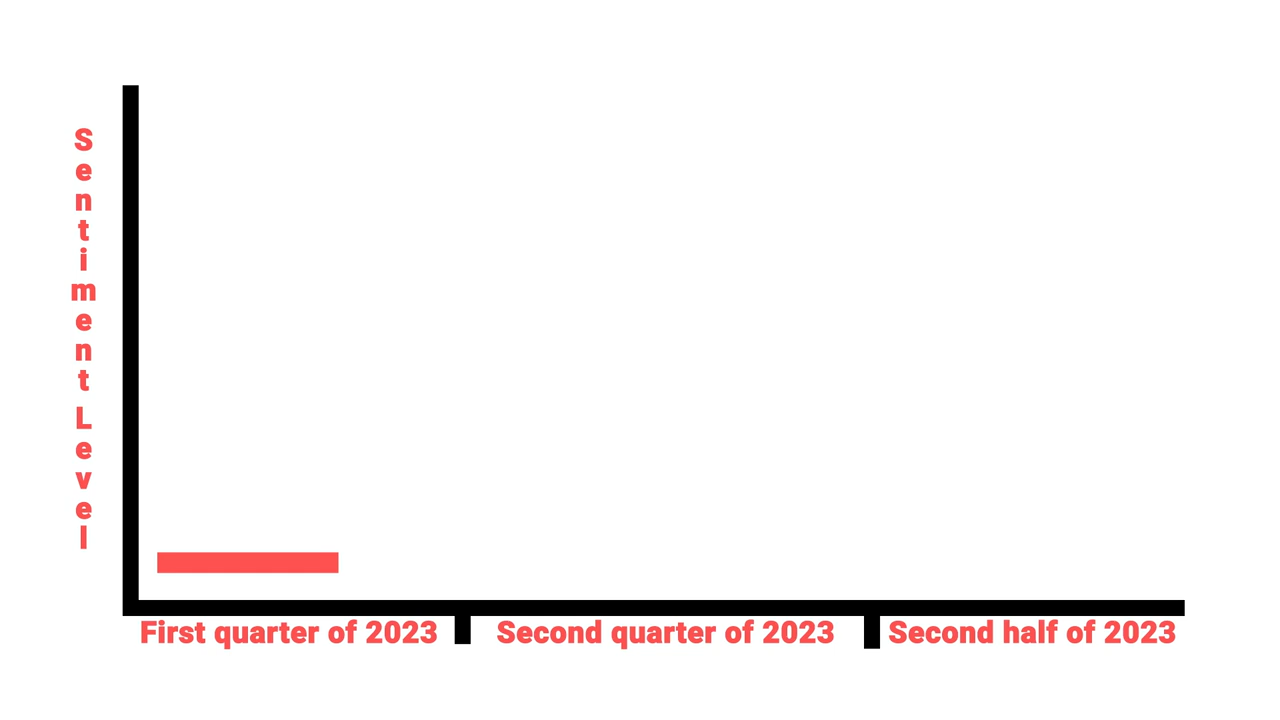 Sentiment Level
First quarter of 2023
Second quarter of 2023
Second half of 2023